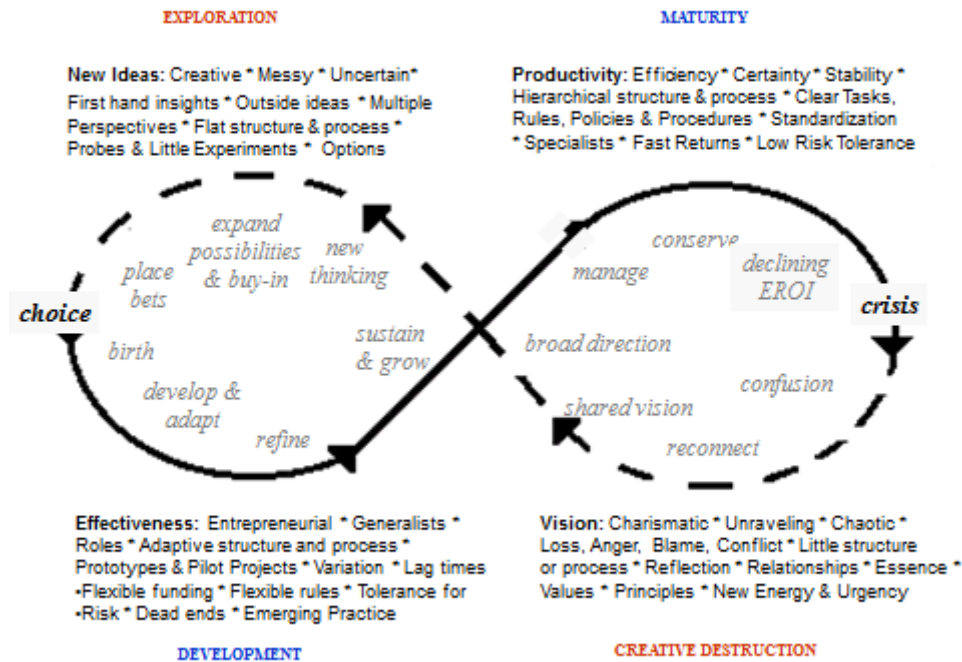 EXPLORATION
MATURITY
New Ideas: Creative * Messy * Uncertain*
First hand insights * Outside ideas * Multiple
Perspectives * Flat structure & process *
Probes & Little Experiments * Options
Productivity: Efficiency * Certainty * Stability *
Hierarchical structure & process * Clear Tasks,
Rules, Policies & Procedures * Standardization
* Specialists * Fast Returns * Low Risk Tolerance
expand
possibilities
& buy-in
new
thinking
place
bets
choice
birth
develop &
adapt
refine
sustain
& grow
conserve
manage
declining
EROI
crisis
broad direction
confusion
shared vision
reconnect
Effectiveness: Entrepreneurial * Generalists *
Roles * Adaptive structure and process *
Prototypes & Pilot Projects * Variation * Lag times
•Flexible funding * Flexible rules * Tolerance for
•Risk * Dead ends * Emerging Practice
Vision: Charismatic * Unraveling * Chaotic *
Loss, Anger, Blame, Conflict * Little structure
or process * Reflection * Relationships * Essence *
Values * Principles * New Energy & Urgency
DEVELOPMENT
CREATIVE DESTRUCTION